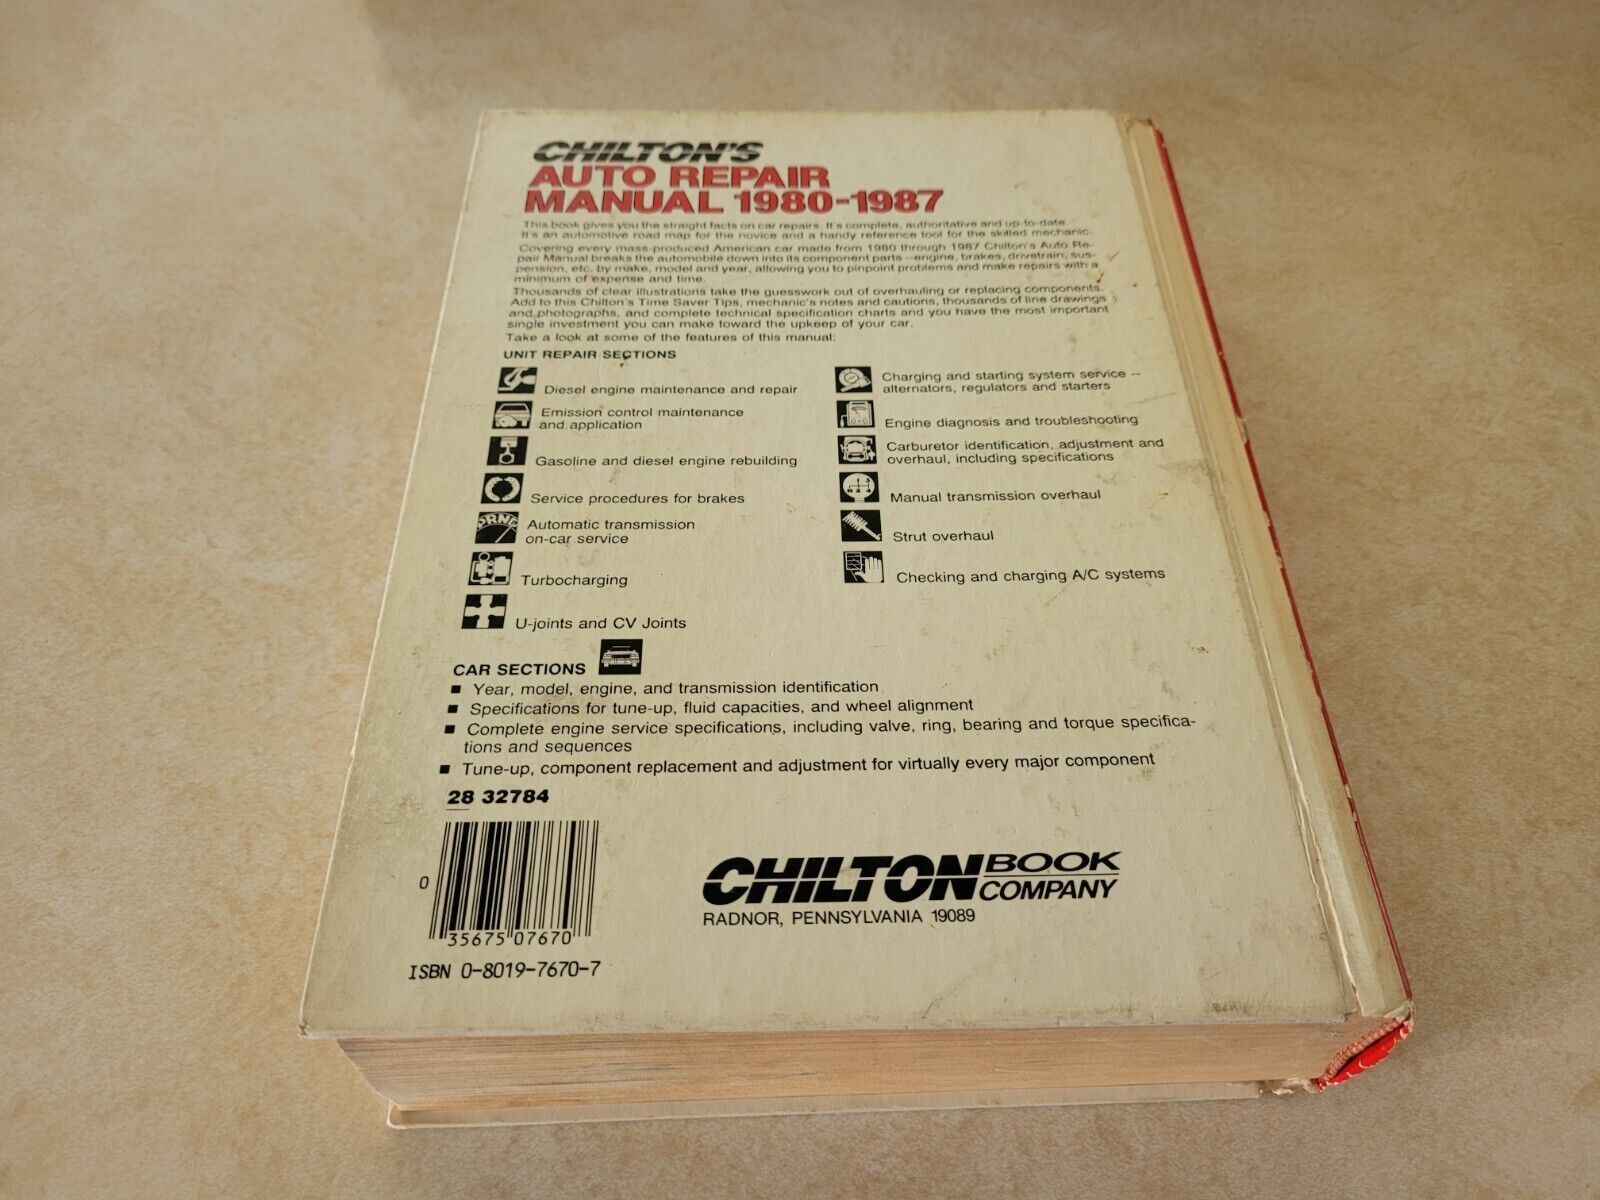 CHILTON'S
AUTO REPAIR
MANUAL 1980-1987
This book gives you the straight facts on car repairs. It's complete, authoritative and up-to-date.
It's an automotive road map for the novice and a handy reference tool for the skilled mechanic.
Covering every mass-produced American car made from 1980 through 1987 Chilton's Auto Re-
pair Manual breaks the automobile down into its component parts--engine, brakes, drivetrain, sus-
pension, etc. by make, model and year, allowing you to pinpoint problems and make repairs with a
minimum of expense and time.
Thousands of clear illustrations take the guesswork out of overhauling or replacing components.
Add to this Chilton's Time Saver Tips, mechanic's notes and cautions, thousands of line drawings
and photographs, and complete technical specification charts and you have the most important
single investment you can make toward the upkeep of your car.
Take a look at some of the features of this manual:
UNIT REPAIR SECTIONS
Diesel engine maintenance and repair
Emission control maintenance
and application
Gasoline and diesel engine rebuilding
Service procedures for brakes
PRND
Automatic transmission
on-car service
Turbocharging
U-joints and CV Joints
Charging and starting system service --
alternators, regulators and starters
Engine diagnosis and troubleshooting
Carburetor identification, adjustment and
overhaul, including specifications
Manual transmission overhaul
Strut overhaul
Checking and charging A/C systems
CAR SECTIONS
■ Year, model, engine, and transmission identification
■ Specifications for tune-up, fluid capacities, and wheel alignment
■ Complete engine service specifications, including valve, ring, bearing and torque specifica-
tions and sequences
■ Tune-up, component replacement and adjustment for virtually every major component
28 32784
0 35675 07670
ISBN 0-8019-7670-7
CHILTON BOOK COMPANY
RADNOR, PENNSYLVANIA 19089